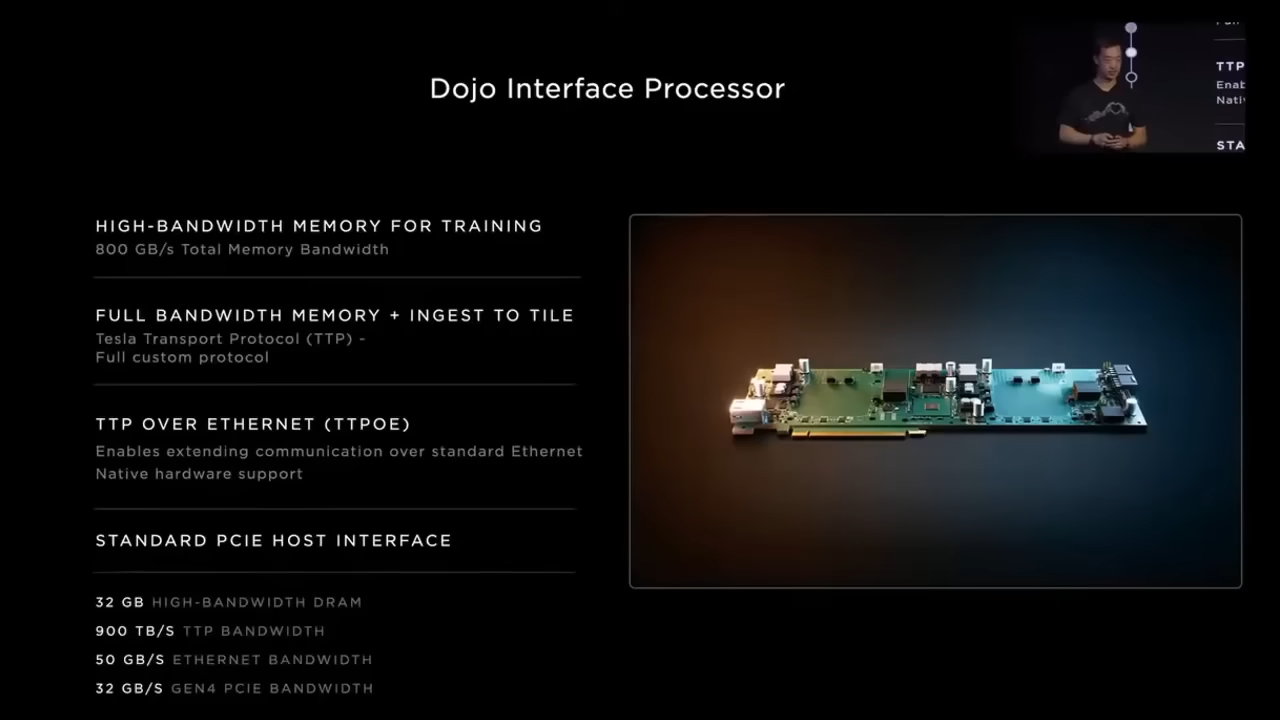 Dojo Interface Processor
TTP
Enab
Nativ
STA
HIGH-BANDWIDTH MEMORY FOR TRAINING
800 GB/s Total Memory Bandwidth
FULL BANDWIDTH MEMORY + INGEST TO TILE
Tesla Transport Protocol (TTP) -
Full custom protocol
TTP OVER ETHERNET (TTPOE)
Enables extending communication over standard Ethernet
Native hardware support
STANDARD PCIE HOST INTERFACE
32 GB HIGH-BANDWIDTH DRAM
900 TB/S TTP BANDWIDTH
50 GB/S ETHERNET BANDWIDTH
32 GB/S GEN4 PCIE BANDWIDTH